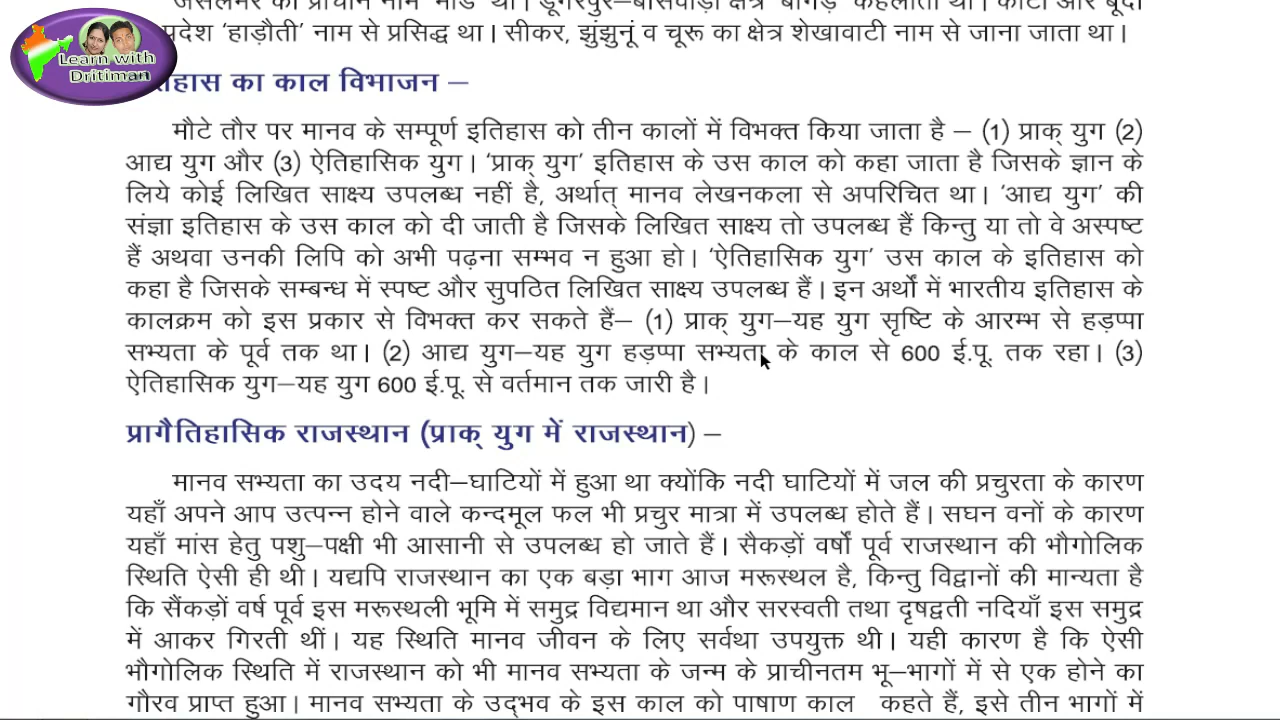 जैसलमेर का प्राचीन नाम 'मांड' था। डूंगरपुर–बांसवाड़ा क्षेत्र 'बागड़' कहलाता था। कोटा और बूंदी
प्रदेश 'हाड़ौती' नाम से प्रसिद्ध था। सीकर, झुंझुनूं व चूरू का क्षेत्र शेखावाटी नाम से जाना जाता था।
Learn with
Dritiman
इतिहास का काल विभाजन –
मौटे तौर पर मानव के सम्पूर्ण इतिहास को तीन कालों में विभक्त किया जाता है – (1) प्राक् युग (2)
आद्य युग और (3) ऐतिहासिक युग। 'प्राक् युग' इतिहास के उस काल को कहा जाता है जिसके ज्ञान के
लिये कोई लिखित साक्ष्य उपलब्ध नहीं है, अर्थात् मानव लेखनकला से अपरिचित था। 'आद्य युग' की
संज्ञा इतिहास के उस काल को दी जाती है जिसके लिखित साक्ष्य तो उपलब्ध हैं किन्तु या तो वे अस्पष्ट
हैं अथवा उनकी लिपि को अभी पढ़ना सम्भव न हुआ हो। 'ऐतिहासिक युग' उस काल के इतिहास को
कहा है जिसके सम्बन्ध में स्पष्ट और सुपठित लिखित साक्ष्य उपलब्ध हैं। इन अर्थों में भारतीय इतिहास के
कालक्रम को इस प्रकार से विभक्त कर सकते हैं– (1) प्राक् युग–यह युग सृष्टि के आरम्भ से हड़प्पा
सभ्यता के पूर्व तक था। (2) आद्य युग–यह युग हड़प्पा सभ्यता के काल से 600 ई.पू. तक रहा। (3)
ऐतिहासिक युग–यह युग 600 ई.पू. से वर्तमान तक जारी है।
प्रागैतिहासिक राजस्थान (प्राक् युग में राजस्थान) –
मानव सभ्यता का उदय नदी–घाटियों में हुआ था क्योंकि नदी घाटियों में जल की प्रचुरता के कारण
यहाँ अपने आप उत्पन्न होने वाले कन्दमूल फल भी प्रचुर मात्रा में उपलब्ध होते हैं। सघन वनों के कारण
यहाँ मांस हेतु पशु–पक्षी भी आसानी से उपलब्ध हो जाते हैं। सैकड़ों वर्षों पूर्व राजस्थान की भौगोलिक
स्थिति ऐसी ही थी। यद्यपि राजस्थान का एक बड़ा भाग आज मरूस्थल है, किन्तु विद्वानों की मान्यता है
कि सैंकड़ों वर्ष पूर्व इस मरूस्थली भूमि में समुद्र विद्यमान था और सरस्वती तथा दृषद्वती नदियाँ इस समुद्र
में आकर गिरती थीं। यह स्थिति मानव जीवन के लिए सर्वथा उपयुक्त थी। यही कारण है कि ऐसी
भौगोलिक स्थिति में राजस्थान को भी मानव सभ्यता के जन्म के प्राचीनतम भू–भागों में से एक होने का
गौरव प्राप्त हुआ। मानव सभ्यता के उद्भव के इस काल को पाषाण काल कहते हैं, इसे तीन भागों में